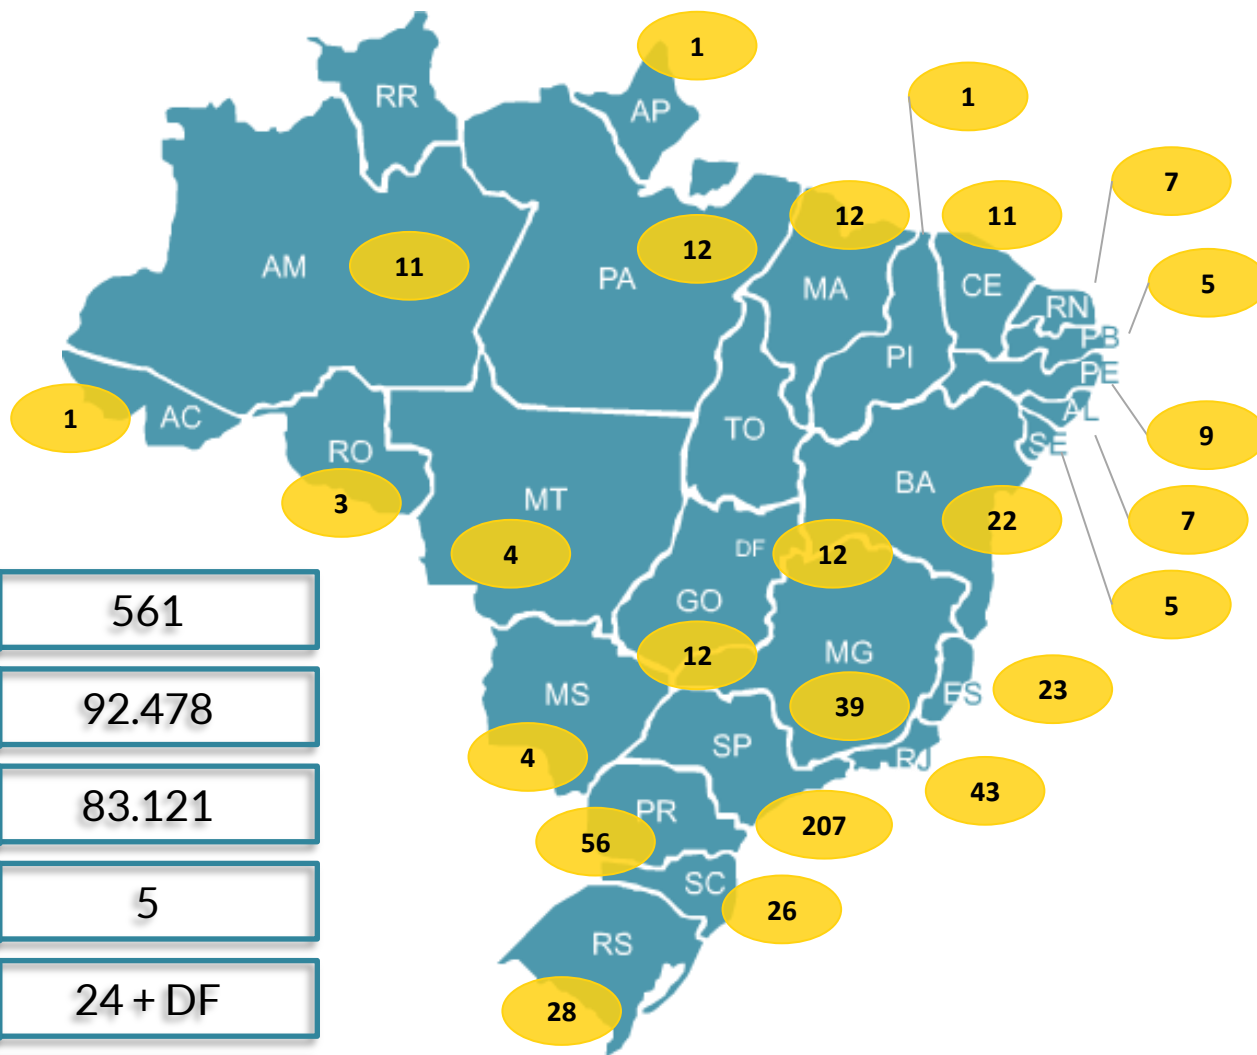 1
RR
AP
1
7
12
11
12
AM
11
PA
MA
CE
5
RN
PB
PI
PE
AL
1
AC
TO
9
SE
RO
BA
MT
3
22
7
4
DF
12
GO
5
561
12
MG
MS
ES
23
39
92.478
SP
4
RJ
43
83.121
PR
207
56
SC
5
26
RS
24 + DF
28